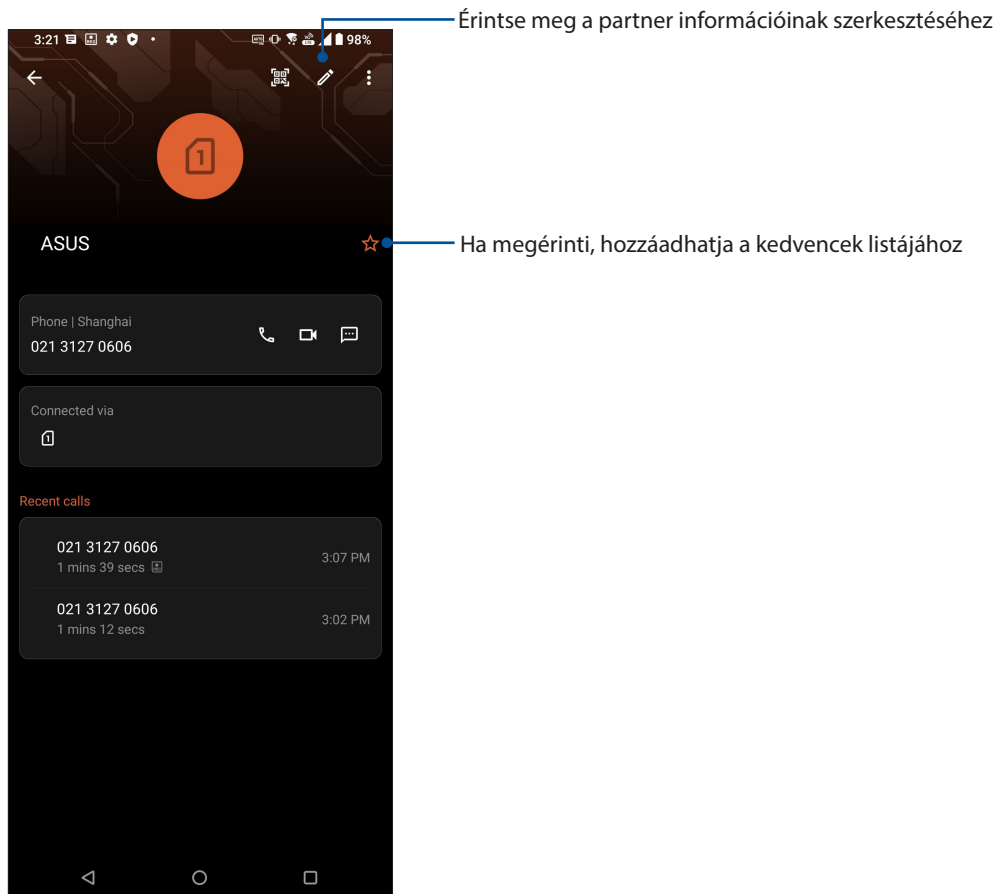 Érintse meg a partner információinak szerkesztéséhez
3:21 98%
1
ASUS
Ha megérinti, hozzáadhatja a kedvencek listájához
Phone | Shanghai
021 3127 0606
Connected via
1
Recent calls
021 3127 0606
3:07 PM
1 mins 39 secs
021 3127 0606
3:02 PM
1 mins 12 secs